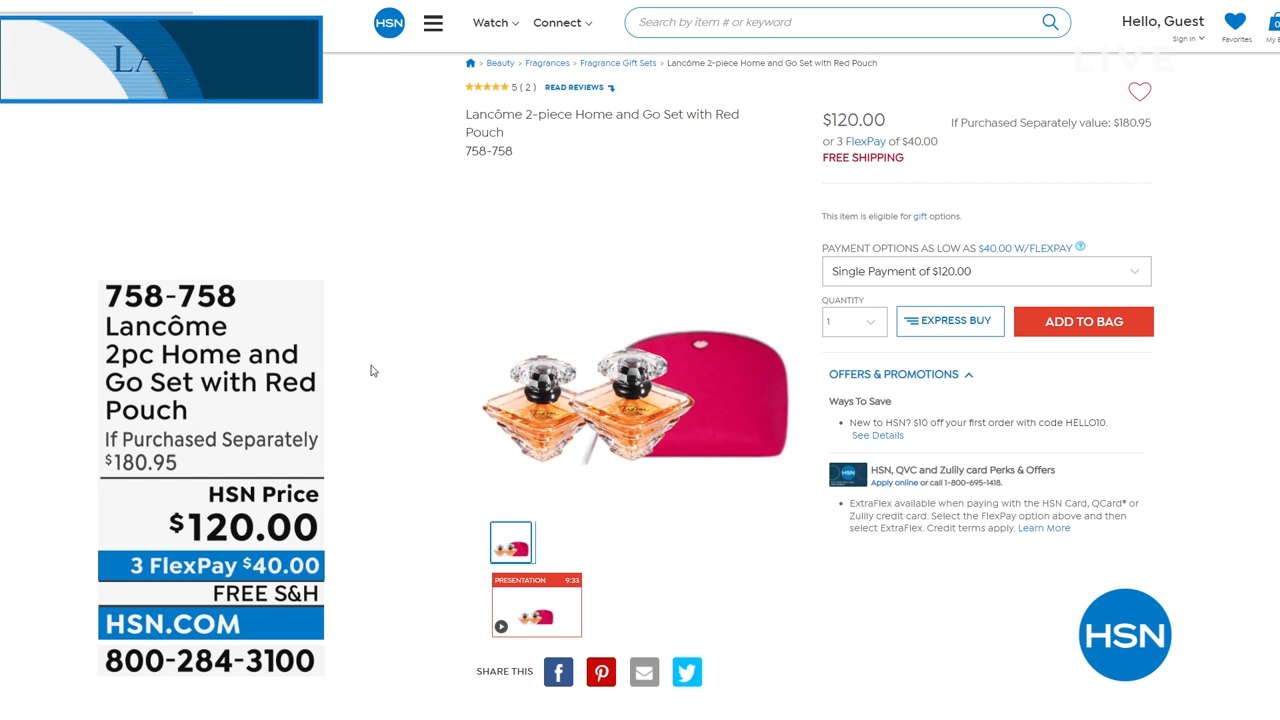 LA
HSN
Watch
Connect
Search by item # or keyword
Hello, Guest
Sign In
Favorites
0
My
LIVE
Beauty > Fragrances > Fragrance Gift Sets > Lancôme 2-piece Home and Go Set with Red Pouch
5 ( 2 ) READ REVIEWS
Lancôme 2-piece Home and Go Set with Red
Pouch
758-758
$120.00
If Purchased Separately value: $180.95
or 3 FlexPay of $40.00
FREE SHIPPING
This item is eligible for gift options.
PAYMENT OPTIONS AS LOW AS $40.00 W/FLEXPAY ?
Single Payment of $120.00
QUANTITY
1
EXPRESS BUY
ADD TO BAG
OFFERS & PROMOTIONS
Ways To Save
• New to HSN? $10 off your first order with code HELLO10.
See Details
HSN
HSN, QVC and Zulily card Perks & Offers
Apply online or call 1-800-695-1418.
• ExtraFlex available when paying with the HSN Card, QCard® or
Zulily credit card. Select the FlexPay option above and then
select ExtraFlex. Credit terms apply. Learn More
758-758
Lancôme
2pc Home and
Go Set with Red
Pouch
If Purchased Separately
$180.95
HSN Price
$120.00
3 FlexPay $40.00
FREE S&H
HSN.COM
800-284-3100
PRESENTATION 9:33
SHARE THIS
HSN